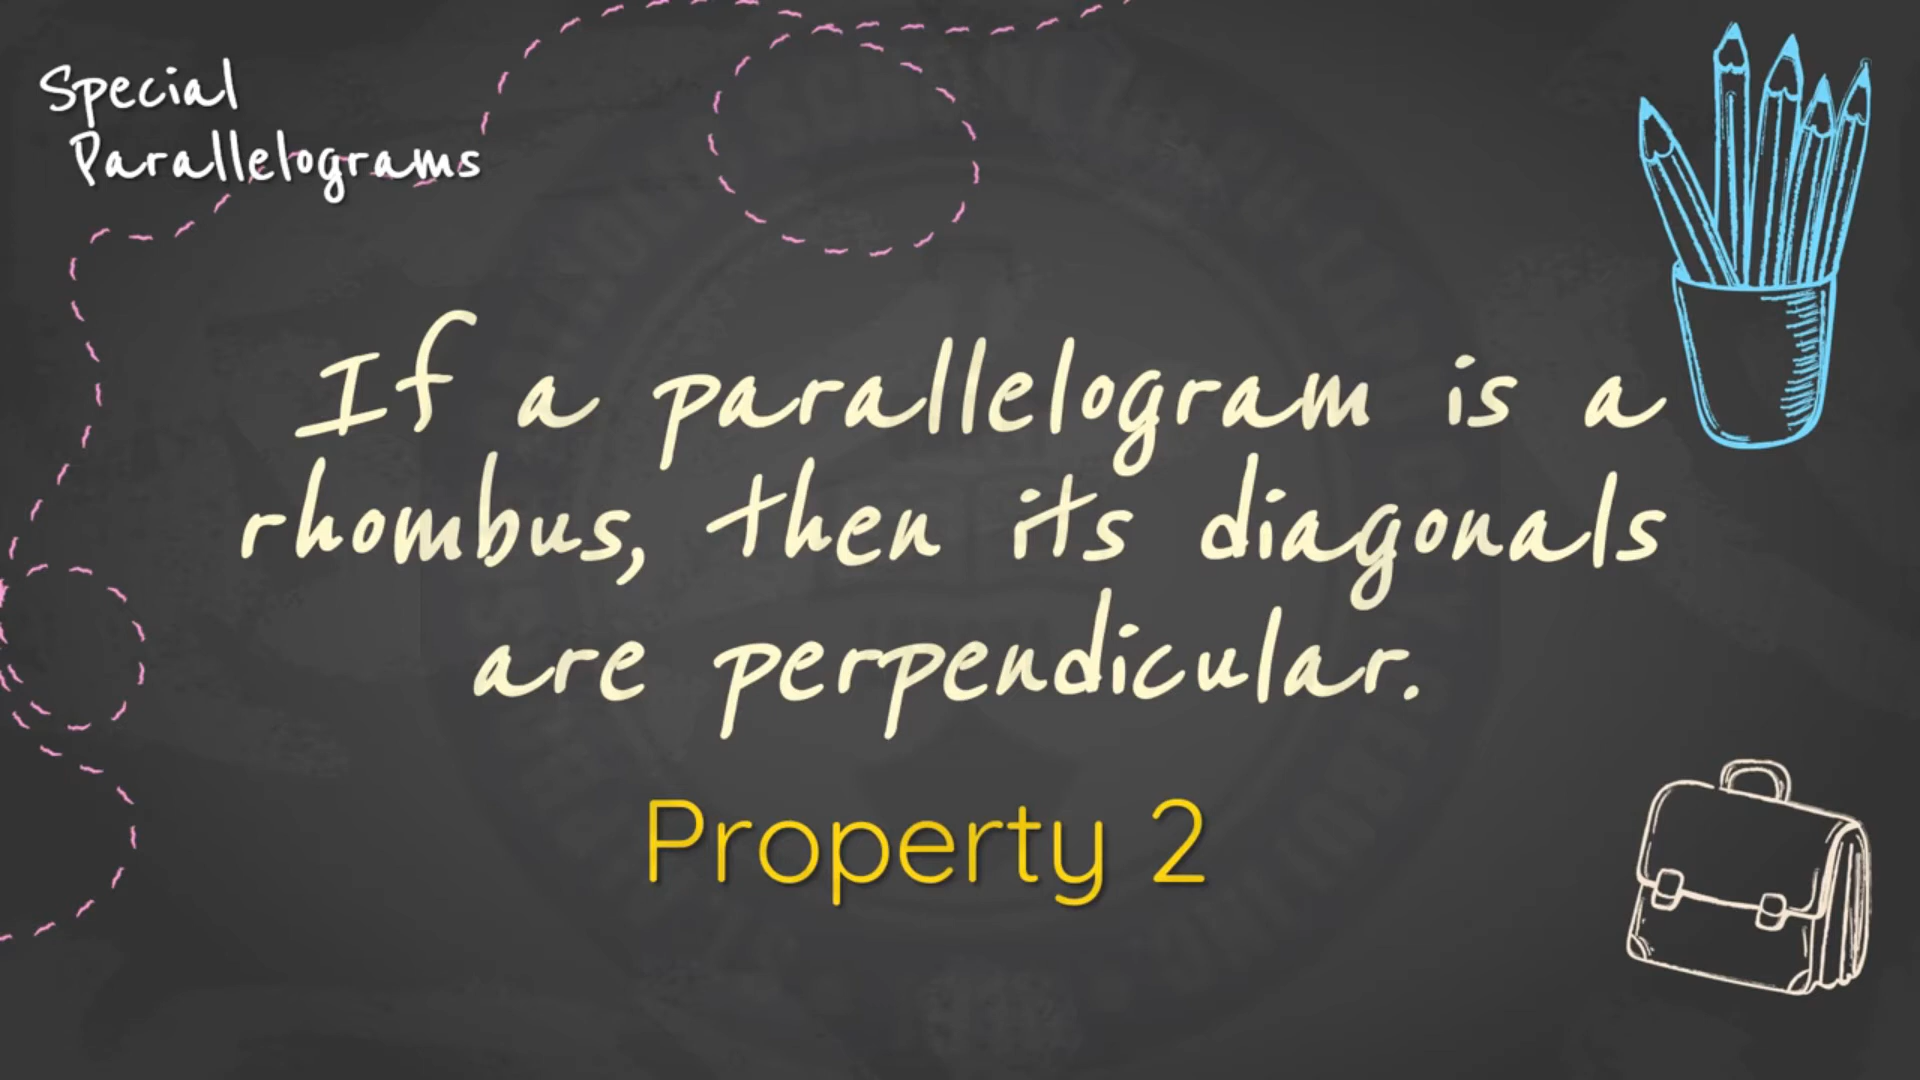 Special
Parallelograms
If a parallelogram is a
rhombus, then its diagonals
are perpendicular.
Property 2